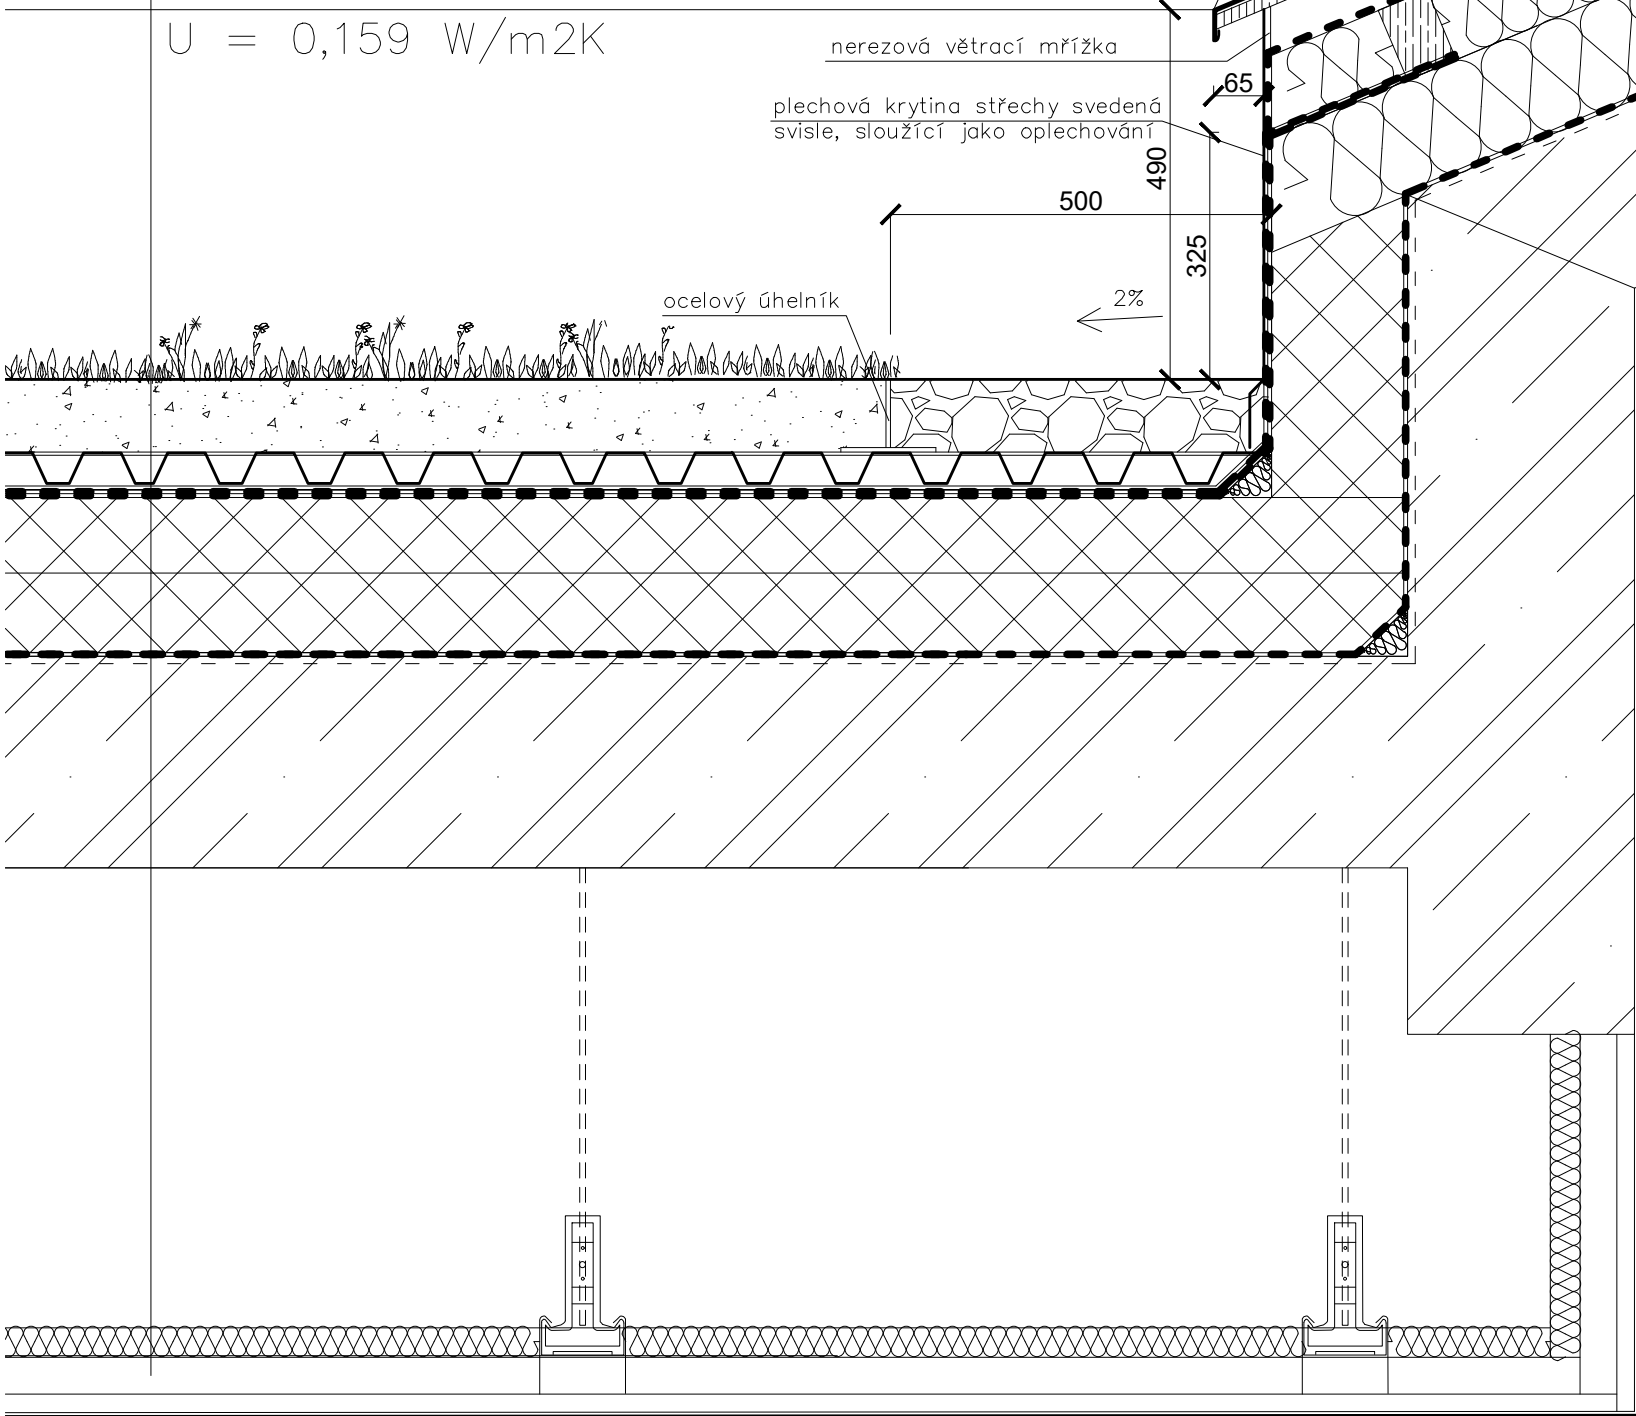 U = 0,159 W/m2K
nerezová větrací mřížka
65
plechová krytina střechy svedená
svisle, sloužící jako oplechování
490
500
325
ocelový úhelník
2%